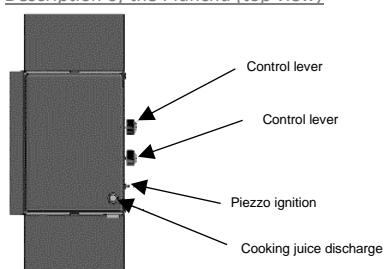 Description of the Plancha (top view)
Control lever
Control lever
Piezzo ignition
Cooking juice discharge